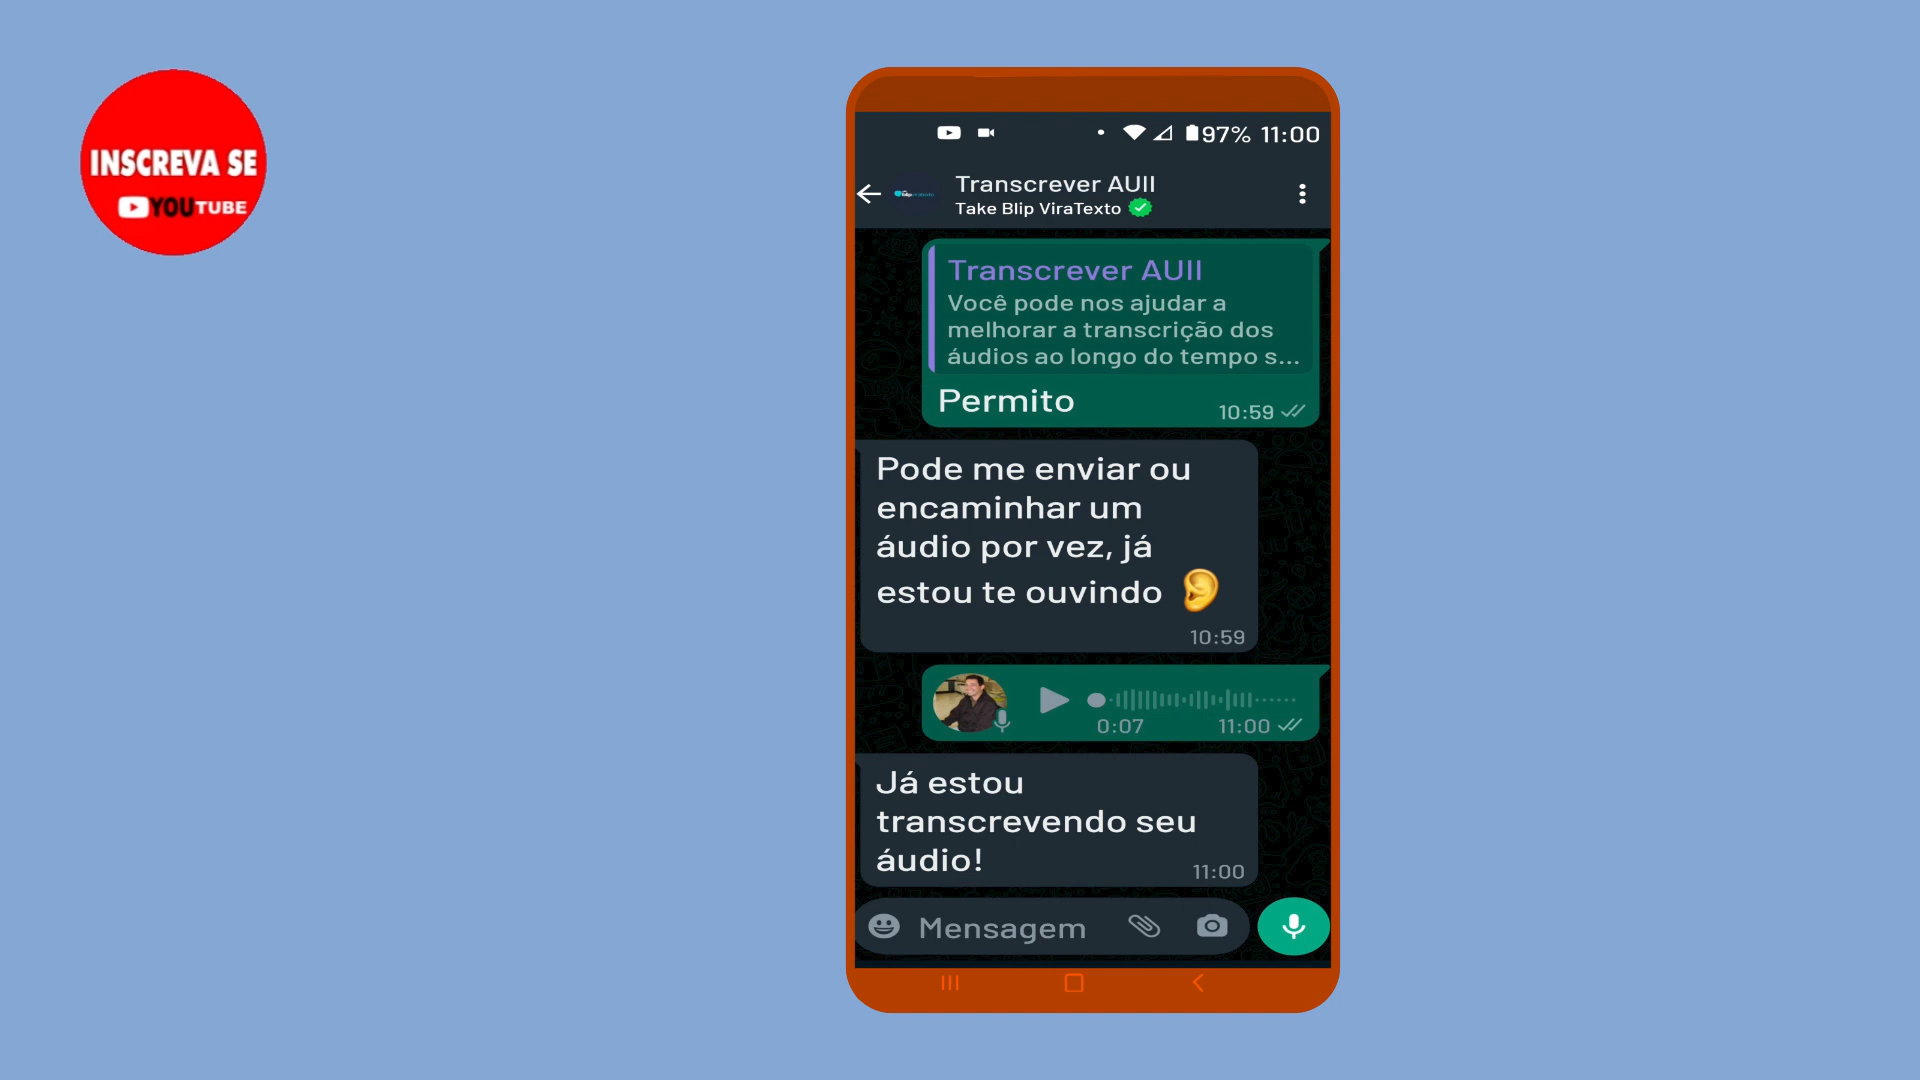 INSCREVA SE
YOUTUBE
97% 11:00
Transcrever AUII
Take Blip ViraTexto
Transcrever AUII
Você pode nos ajudar a
melhorar a transcrição dos
áudios ao longo do tempo s...
Permito
10:59
Pode me enviar ou
encaminhar um
áudio por vez, já
estou te ouvindo
10:59
0:07
11:00
Já estou
transcrevendo seu
áudio!
11:00
Mensagem